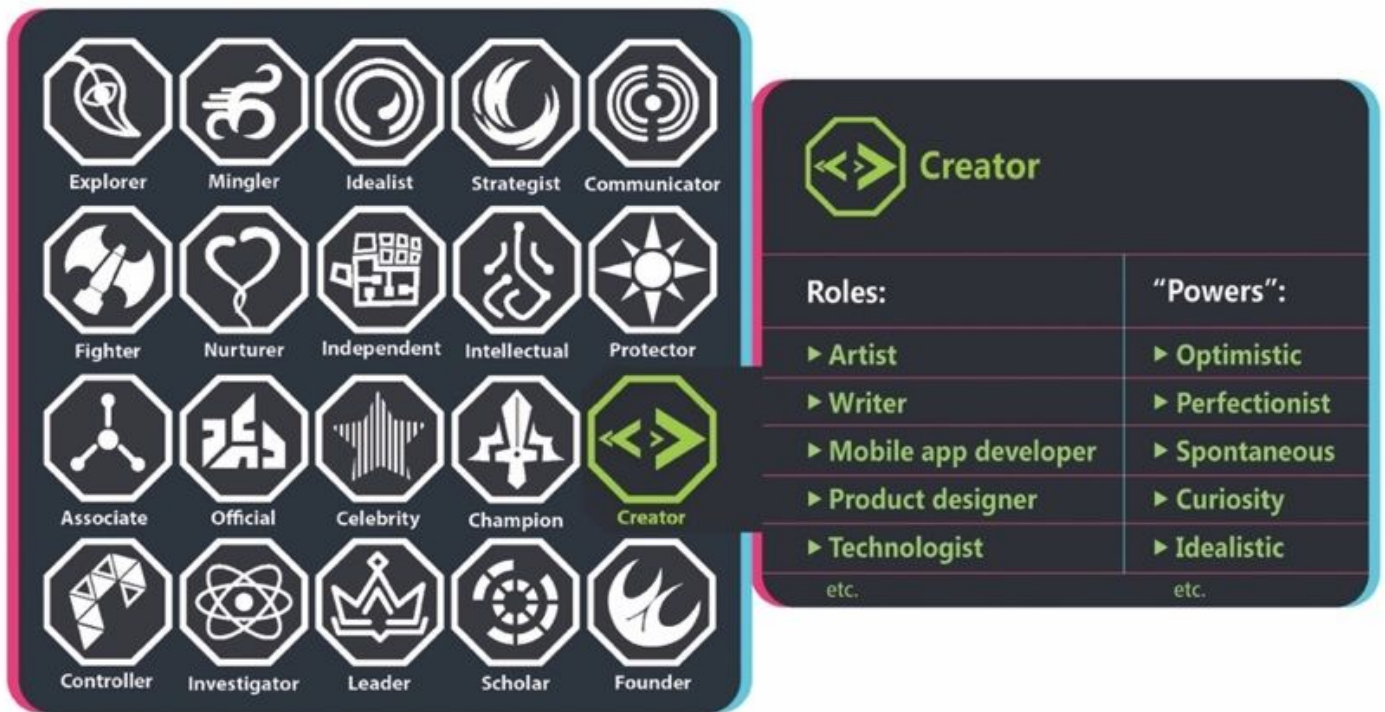 Explorer Mingler Idealist Strategist Communicator
Fighter Nurturer Independent Intellectual Protector
Associate Official Celebrity Champion Creator
Controller Investigator Leader Scholar Founder
Creator
Roles: “Powers”:
Artist Optimistic
Writer Perfectionist
Mobile app developer Spontaneous
Product designer Curiosity
Technologist Idealistic
etc. etc.